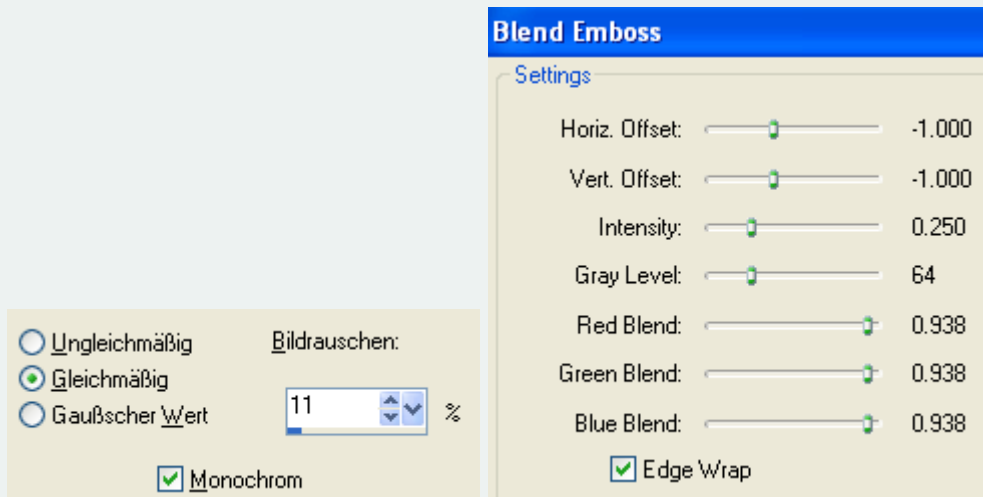 Ungleichmäßig
Bildrauschen:
Gleichmäßig
Gaußscher Wert
11 %
Monochrom
Blend Emboss
Settings
Horiz. Offset: -1.000
Vert. Offset: -1.000
Intensity: 0.250
Gray Level: 64
Red Blend: 0.938
Green Blend: 0.938
Blue Blend: 0.938
Edge Wrap